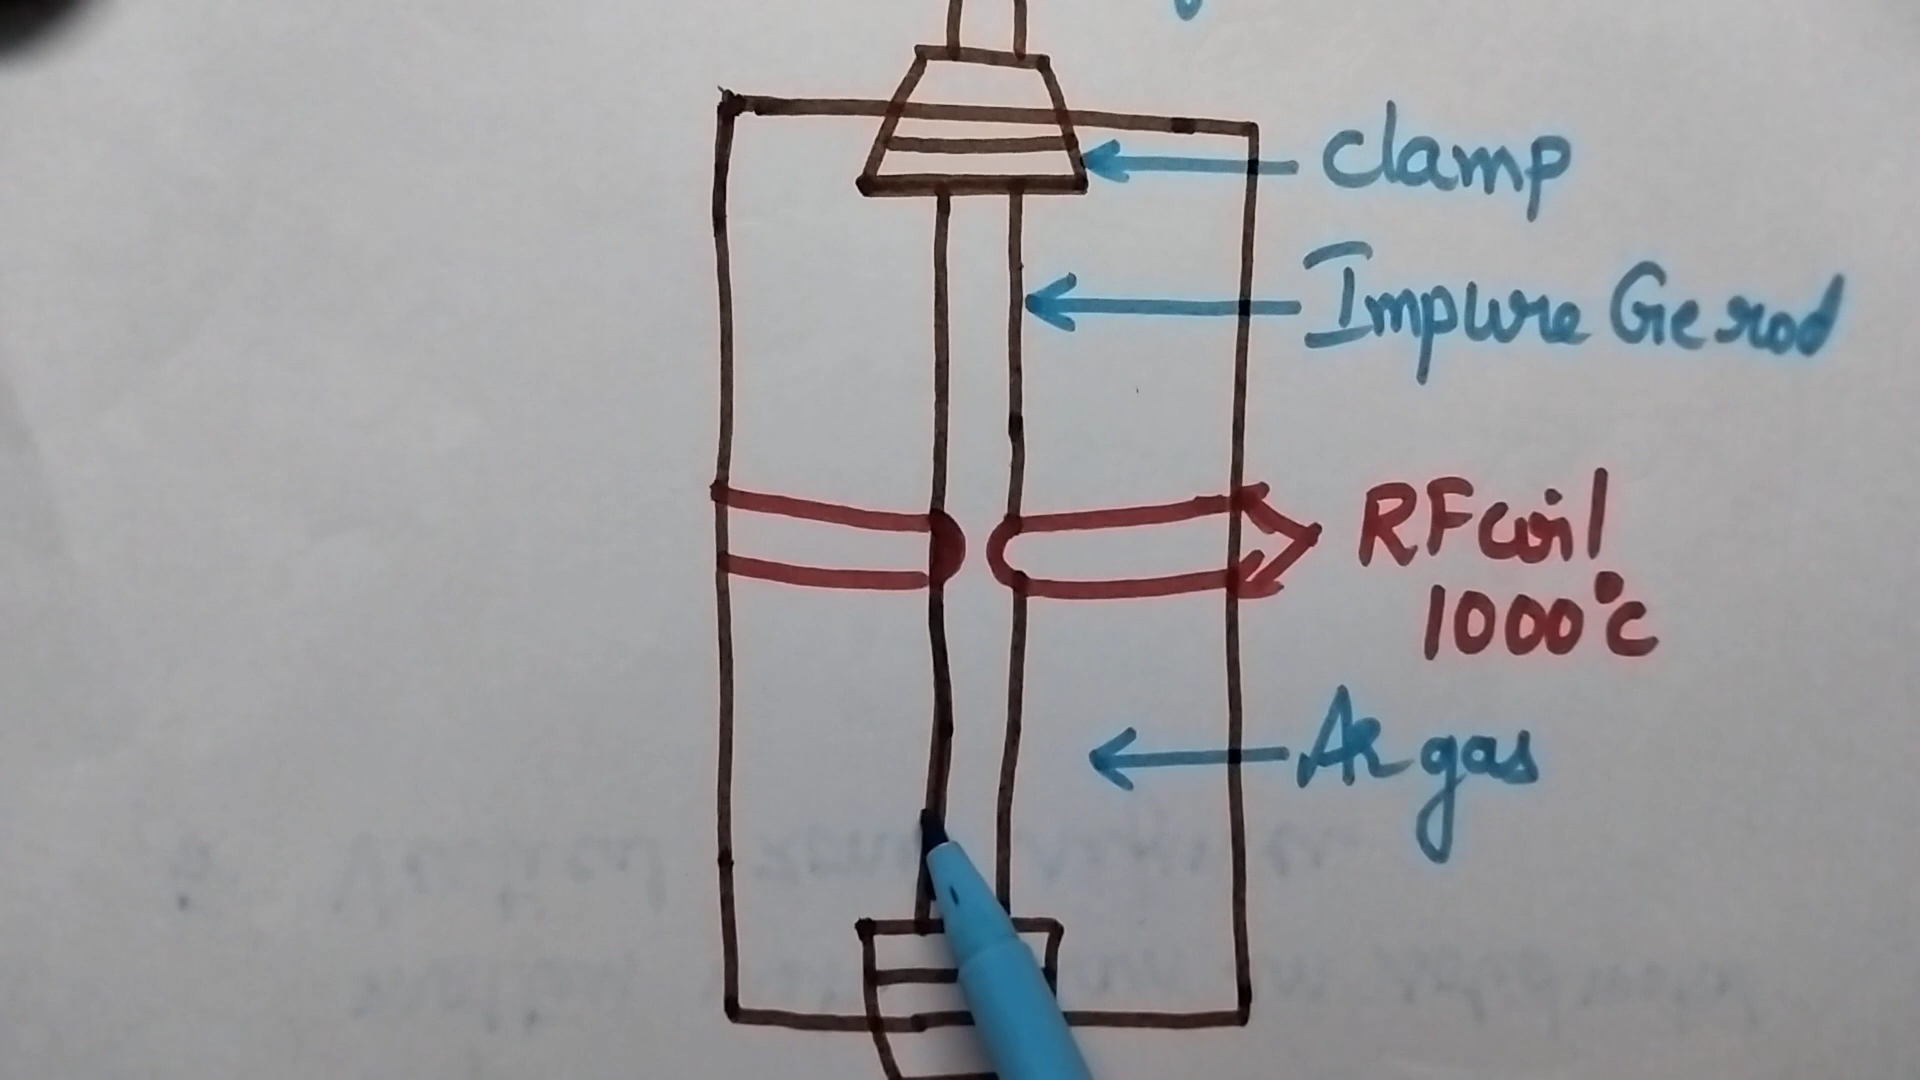 clamp
Impure Ge rod
RF coil
1000°C
Ar gas